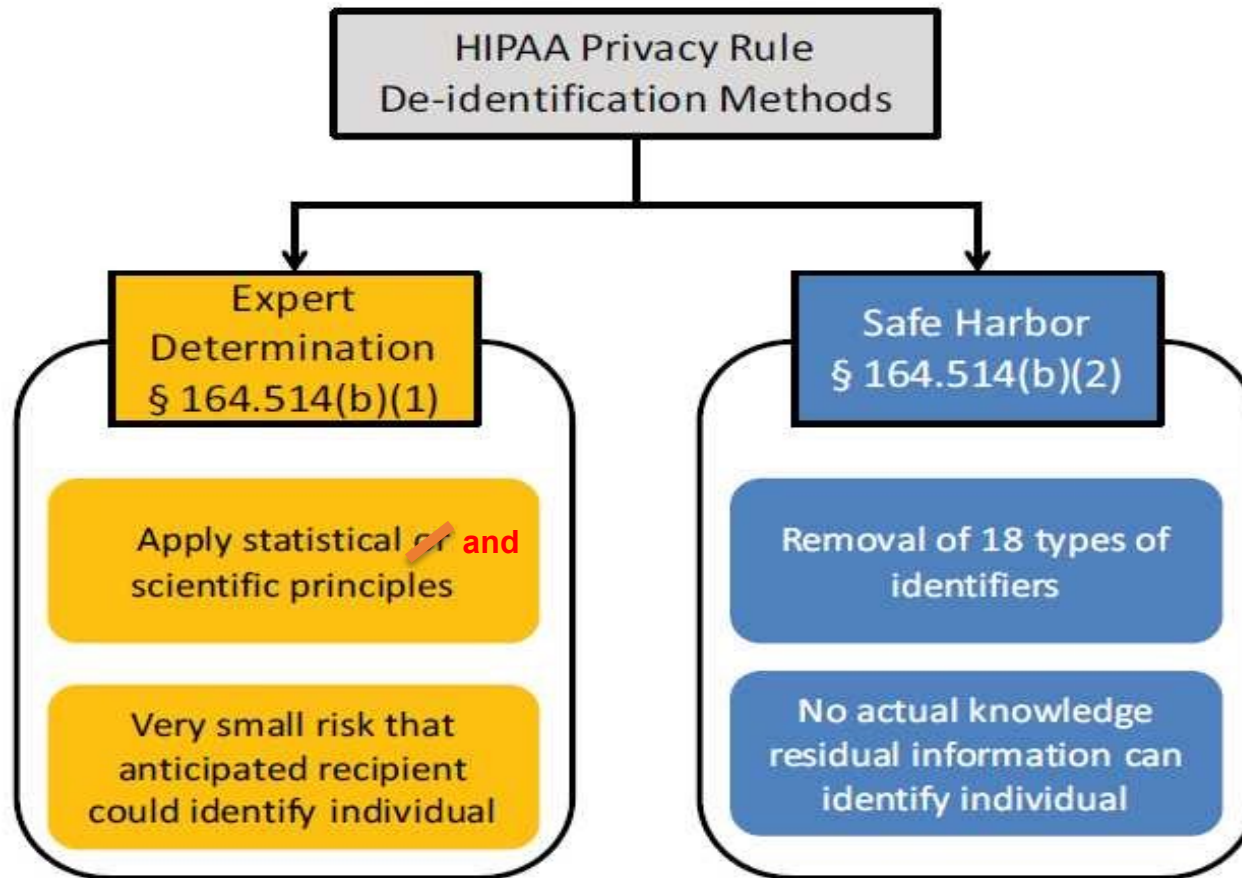 HIPAA Privacy Rule
De-identification Methods
Expert
Determination
§ 164.514(b)(1)
Apply statistical or and
scientific principles
Very small risk that
anticipated recipient
could identify individual
Safe Harbor
§ 164.514(b)(2)
Removal of 18 types of
identifiers
No actual knowledge
residual information can
identify individual